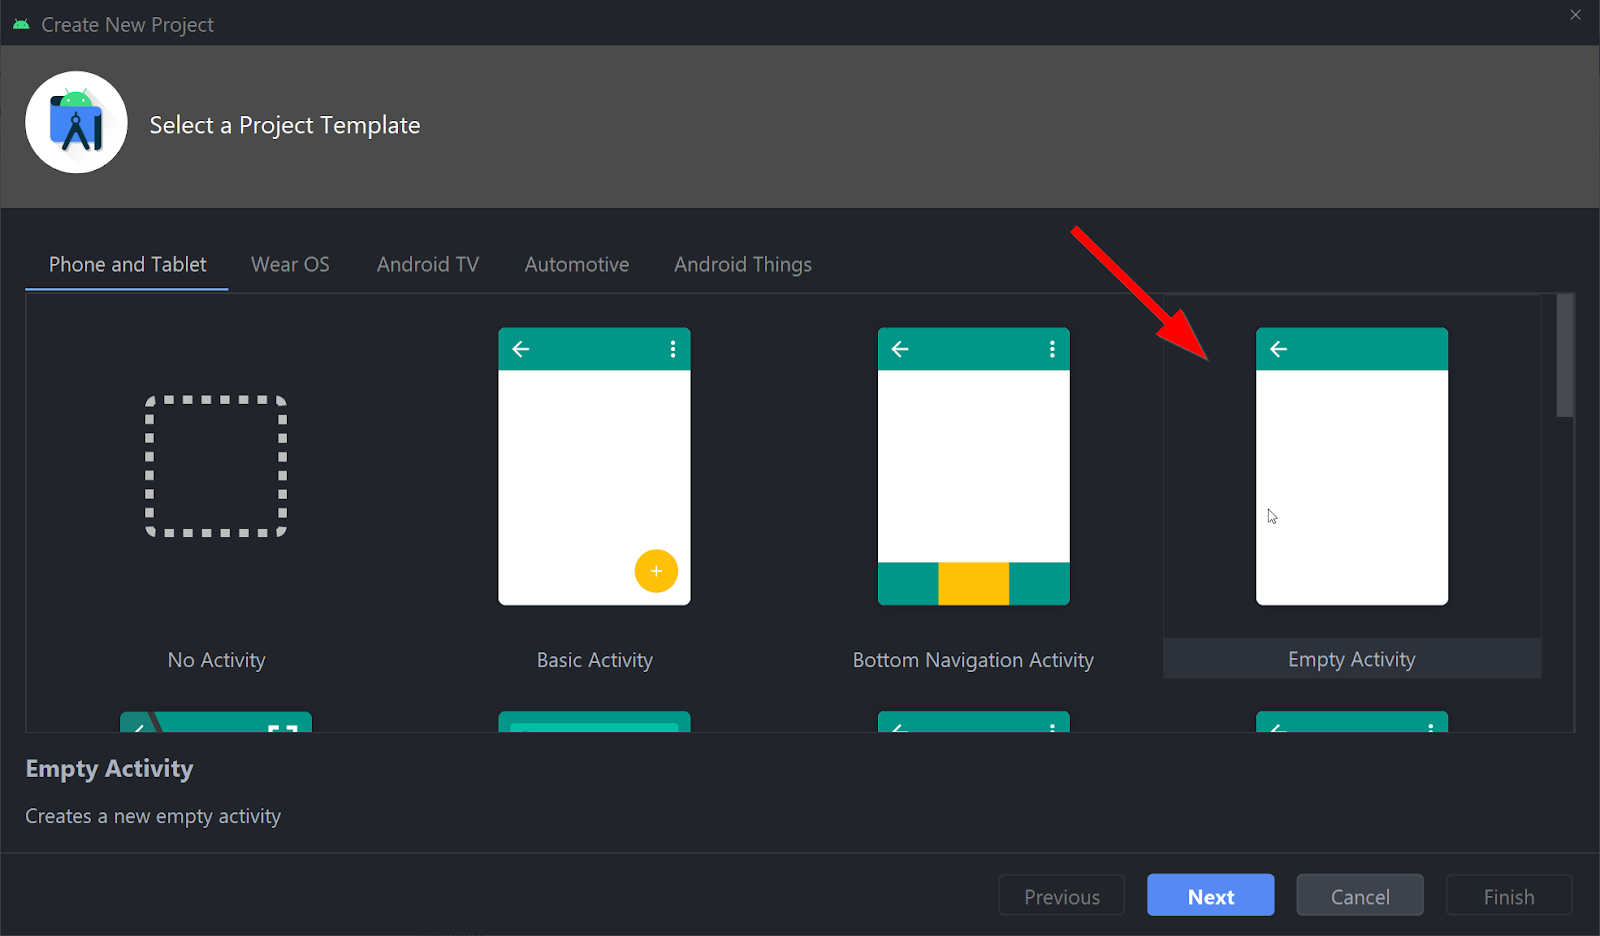 Create New Project
Select a Project Template
Phone and Tablet
Wear OS
Android TV
Automotive
Android Things
No Activity
Basic Activity
Bottom Navigation Activity
Empty Activity
Empty Activity
Creates a new empty activity
Previous
Next
Cancel
Finish